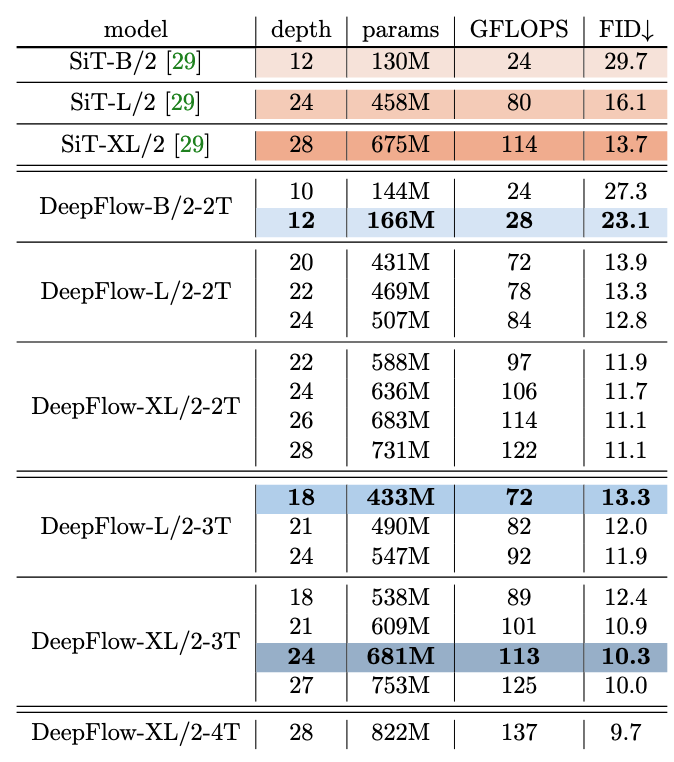 model depth params GFLOPS FID↓
SiT-B/2 [29] 12 130M 24 29.7
SiT-L/2 [29] 24 458M 80 16.1
SiT-XL/2 [29] 28 675M 114 13.7
DeepFlow-B/2-2T
10 144M 24 27.3
12 166M 28 23.1
DeepFlow-L/2-2T
20 431M 72 13.9
22 469M 78 13.3
24 507M 84 12.8
DeepFlow-XL/2-2T
22 588M 97 11.9
24 636M 106 11.7
26 683M 114 11.1
28 731M 122 11.1
DeepFlow-L/2-3T
18 433M 72 13.3
21 490M 82 12.0
24 547M 92 11.9
DeepFlow-XL/2-3T
18 538M 89 12.4
21 609M 101 10.9
24 681M 113 10.3
27 753M 125 10.0
DeepFlow-XL/2-4T 28 822M 137 9.7